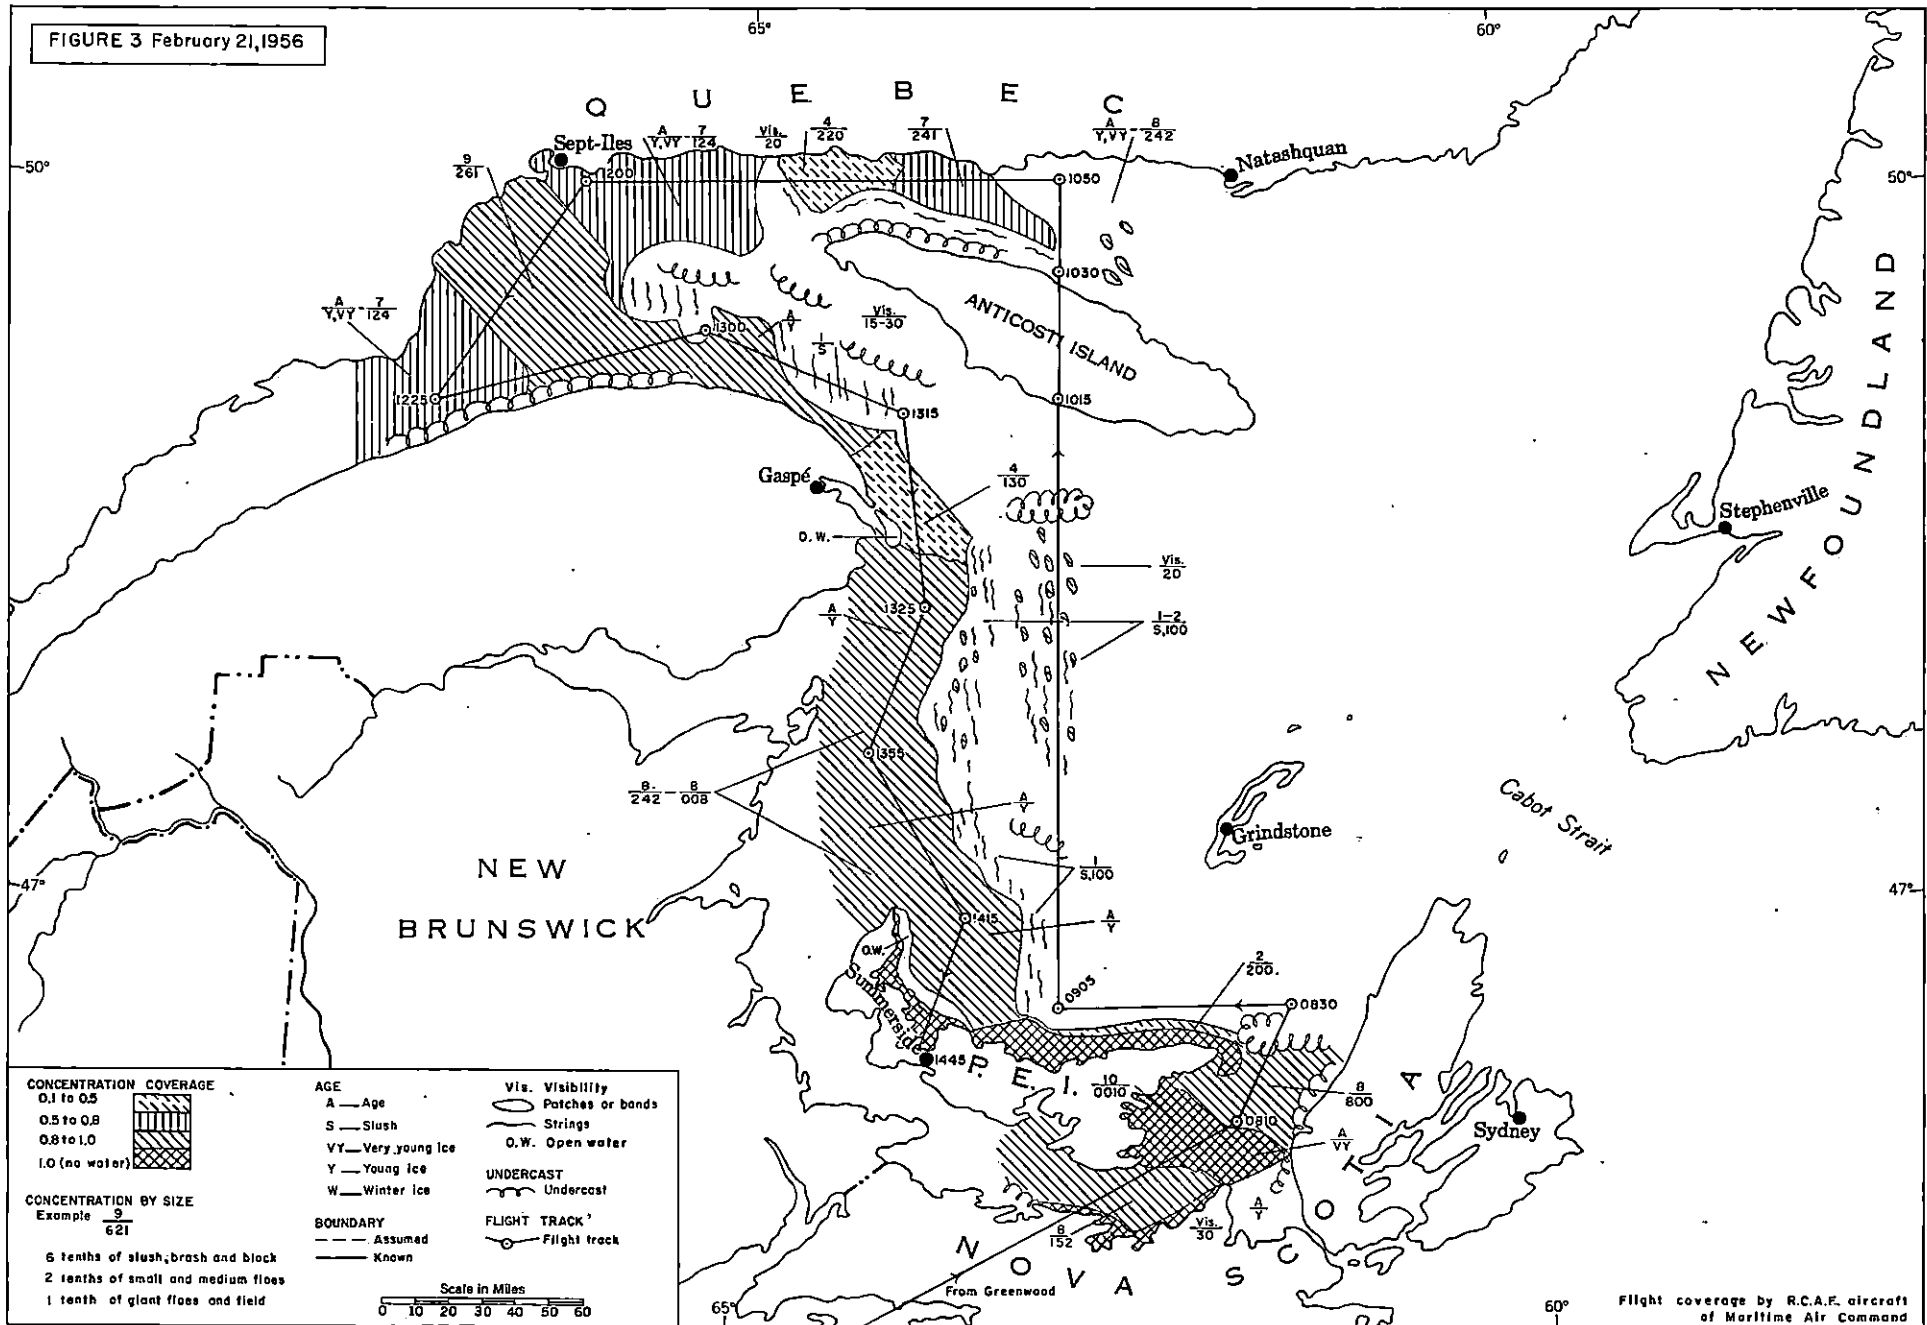 FIGURE 3 February 21, 1956
65°
60°
QUEBEC
Sept-Iles
A
Y,VY
-
7
124
Vis.
20
4
220
7
241
A
Y,VY
-
8
242
9
261
50°
50°
Natashquan
1200
1050
1030
ANTICOSTI ISLAND
A
Y,VY
-
7
124
1300
A
Y
Vis.
15-30
1
S
1225
1315
1015
Gaspé
4
130
O.W.
Vis.
20
1325
A
Y
1-2
S,100
NEWFOUNDLAND
Stephenville
1355
8
242
-
8
008
A
Y
Grindstone
Cabot Strait
NEW
BRUNSWICK
47°
47°
1
S,100
1415
A
Y
O.W.
Summerside
1445
0905
0830
2
200.
P.E.I.
10
0010
8
800
0810
A
VY
Sydney
A
Y
Vis.
30
8
152
NOVA SCOTIA
From Greenwood
65°
60°
CONCENTRATION COVERAGE
0.1 to 0.5
0.5 to 0.8
0.8 to 1.0
1.0 (no water)
CONCENTRATION BY SIZE
Example 9
621
6 tenths of slush, brash and block
2 tenths of small and medium floes
1 tenth of giant floes and field
AGE
A — Age
S — Slush
VY — Very young ice
Y — Young ice
W — Winter ice
BOUNDARY
Assumed
Known
Vis. Visibility
Patches or bands
Strings
O.W. Open water
UNDERCAST
Undercast
FLIGHT TRACK
Flight track
Scale in Miles
0 10 20 30 40 50 60
Flight coverage by R.C.A.F. aircraft
of Maritime Air Command